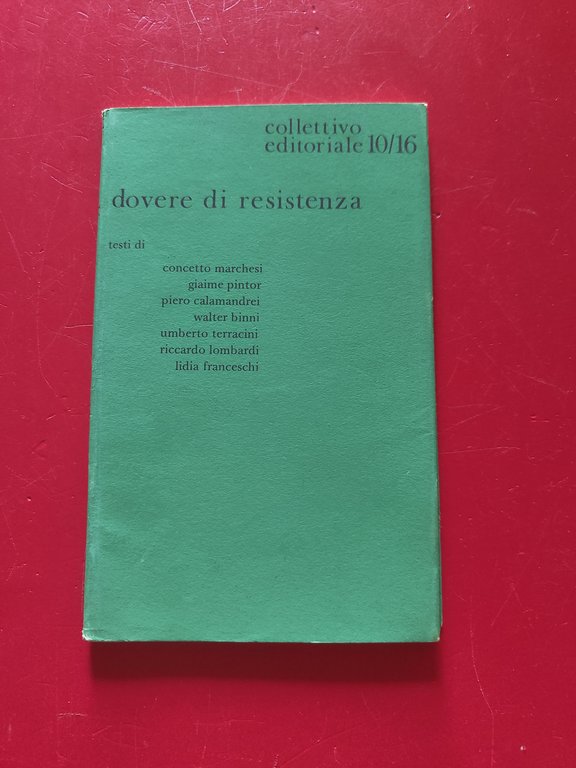 collettivo
editoriale 10/16
dovere di resistenza
testi di
concetto marchesi
giaime pintor
piero calamandrei
walter binni
umberto terracini
riccardo lombardi
lidia franceschi